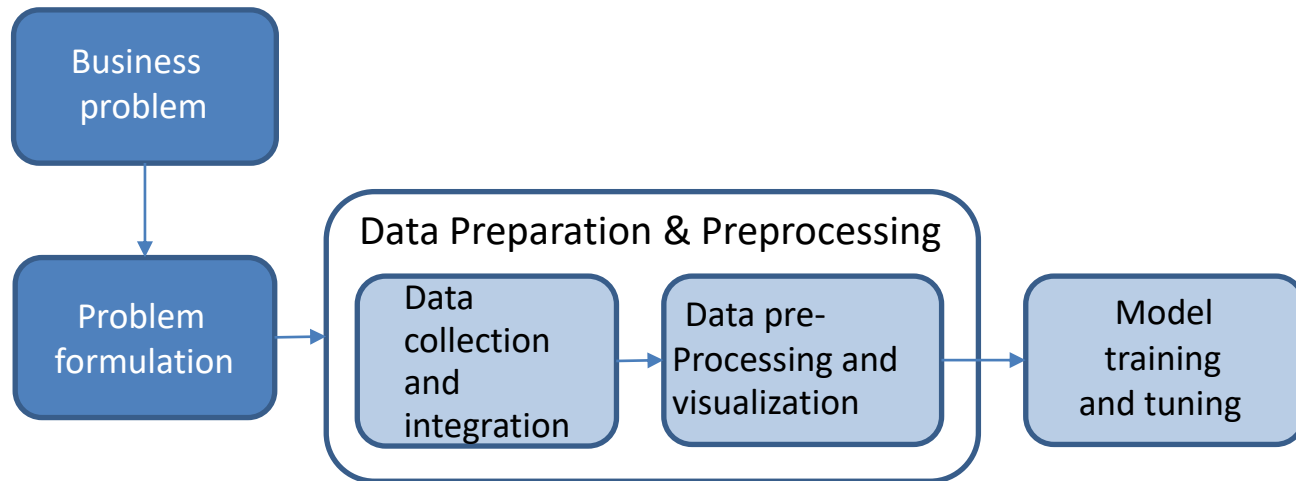 Business
problem
Problem
formulation
Data Preparation & Preprocessing
Data
collection
and
integration
Data pre-
Processing and
visualization
Model
training
and tuning